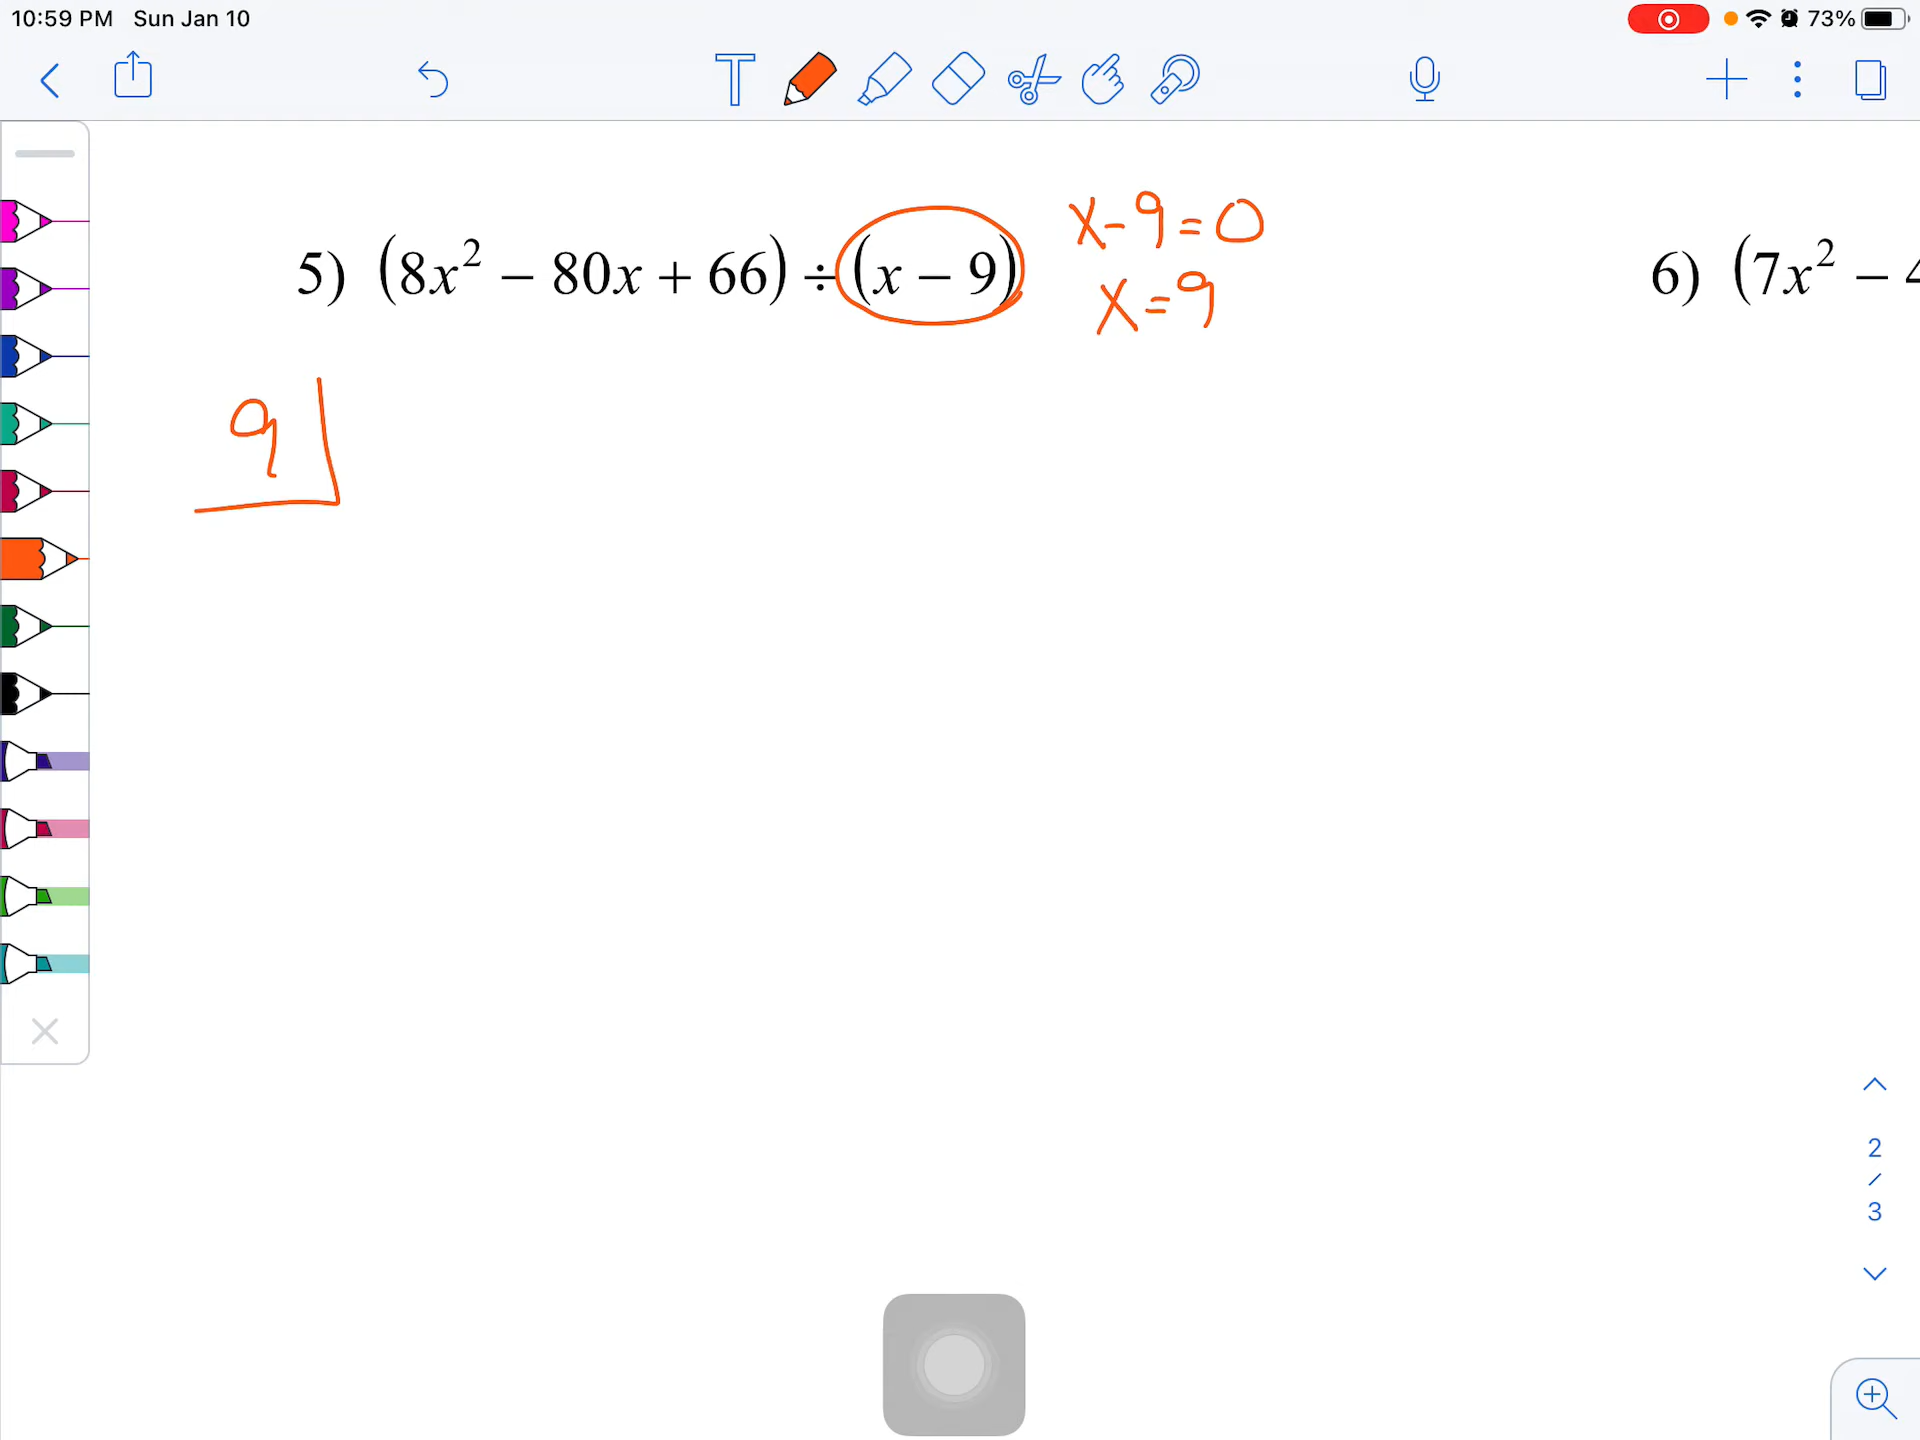 10:59 PM Sun Jan 10
73%
T
5) (8x² − 80x + 66) ÷ (x − 9)
x-9=0
x=9
6) (7x² − 4
9
2
/
3